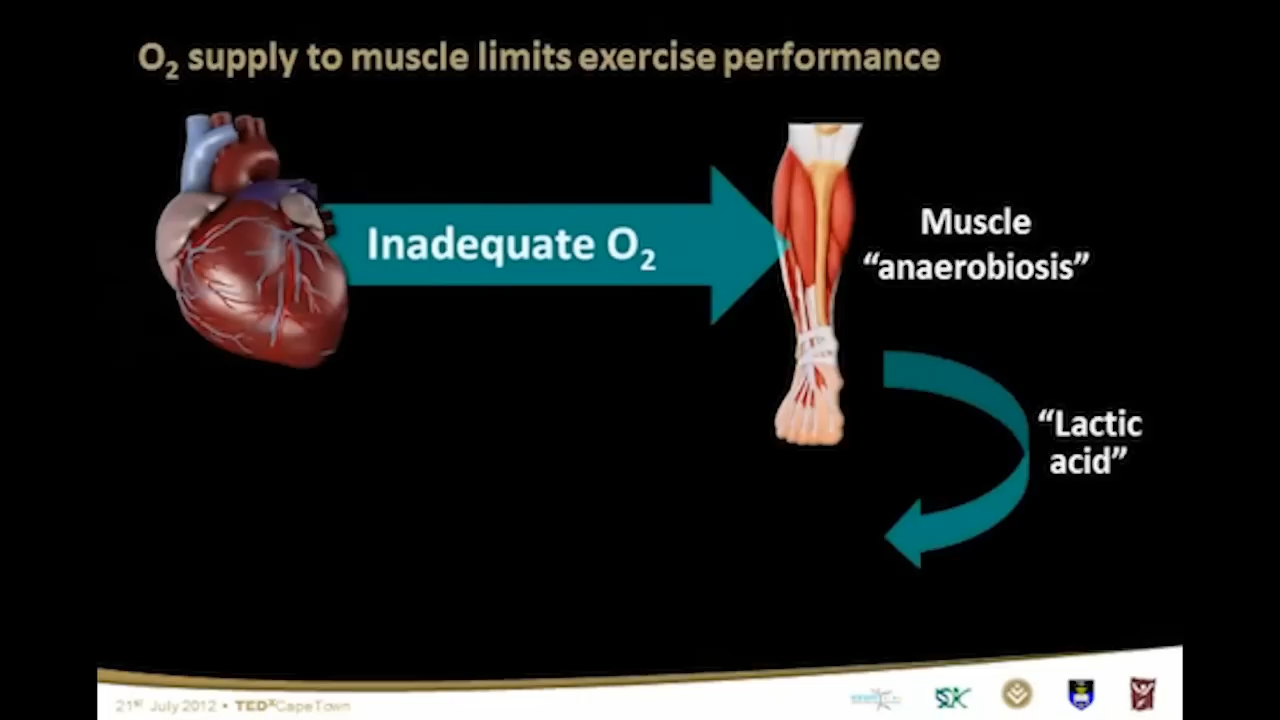 O₂ supply to muscle limits exercise performance
Inadequate O₂
Muscle
“anaerobiosis”
“Lactic
acid”
21st July 2012 • TEDxCapeTown